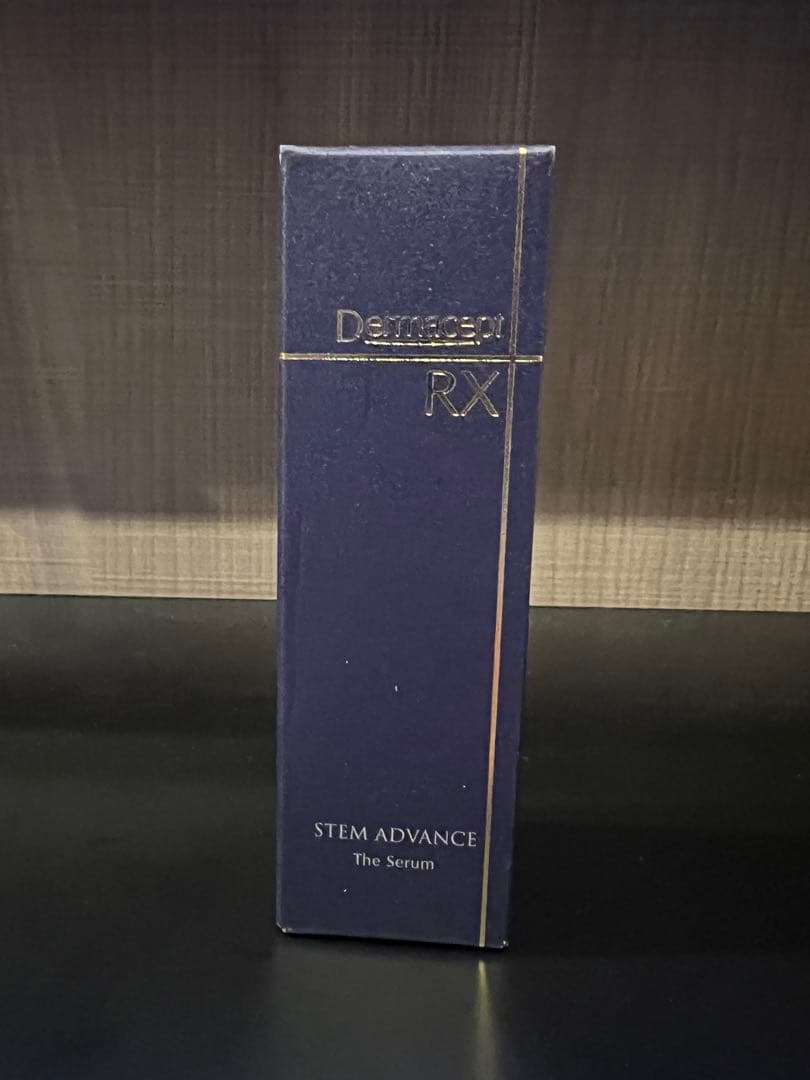 Dermacept
RX
STEM ADVANCE
The Serum